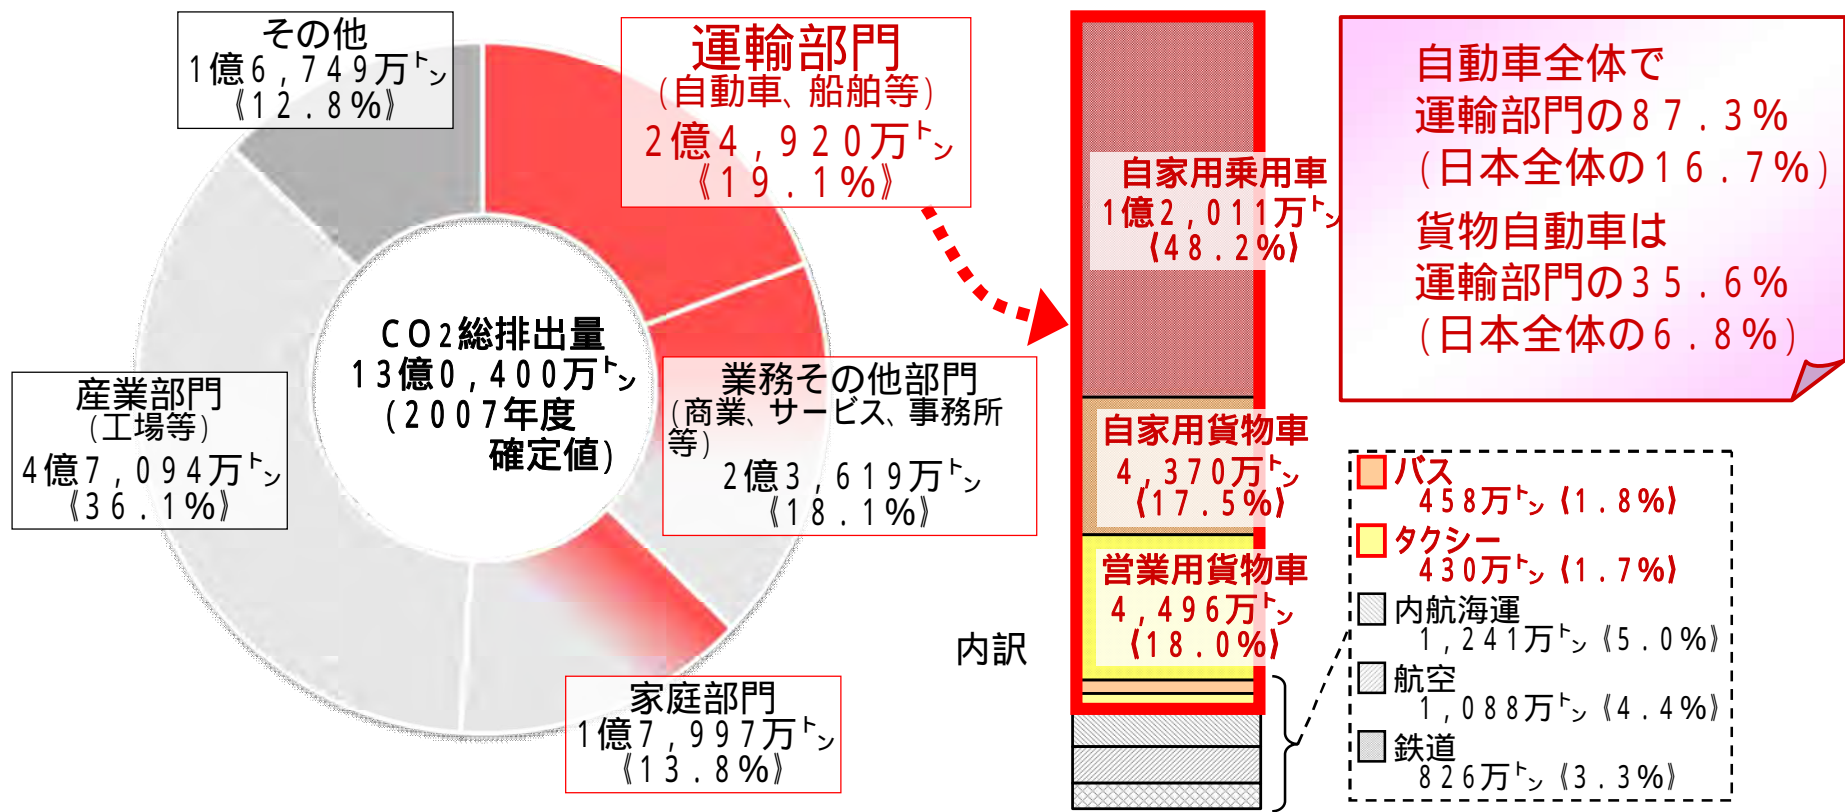 その他
1億6,749万トン
《12.8%》
運輸部門
(自動車、船舶等)
2億4,920万トン
《19.1%》
CO2総排出量
13億0,400万トン
(2007年度
確定値)
産業部門
(工場等)
4億7,094万トン
《36.1%》
業務その他部門
(商業、サービス、事務所
等)
2億3,619万トン
《18.1%》
家庭部門
1億7,997万トン
《13.8%》
内訳
自家用乗用車
1億2,011万トン
《48.2%》
自家用貨物車
4,370万トン
《17.5%》
営業用貨物車
4,496万トン
《18.0%》
自動車全体で
運輸部門の87.3%
(日本全体の16.7%)
貨物自動車は
運輸部門の35.6%
(日本全体の6.8%)
バス
458万トン《1.8%》
タクシー
430万トン《1.7%》
内航海運
1,241万トン《5.0%》
航空
1,088万トン《4.4%》
鉄道
826万トン《3.3%》